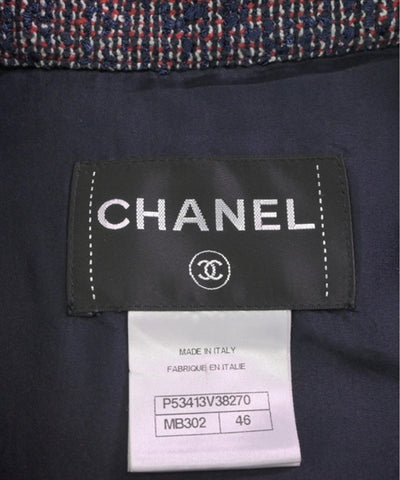 CHANEL
MADE IN ITALY
FABRIQUE EN ITALIE
P53413V38270
MB302 46